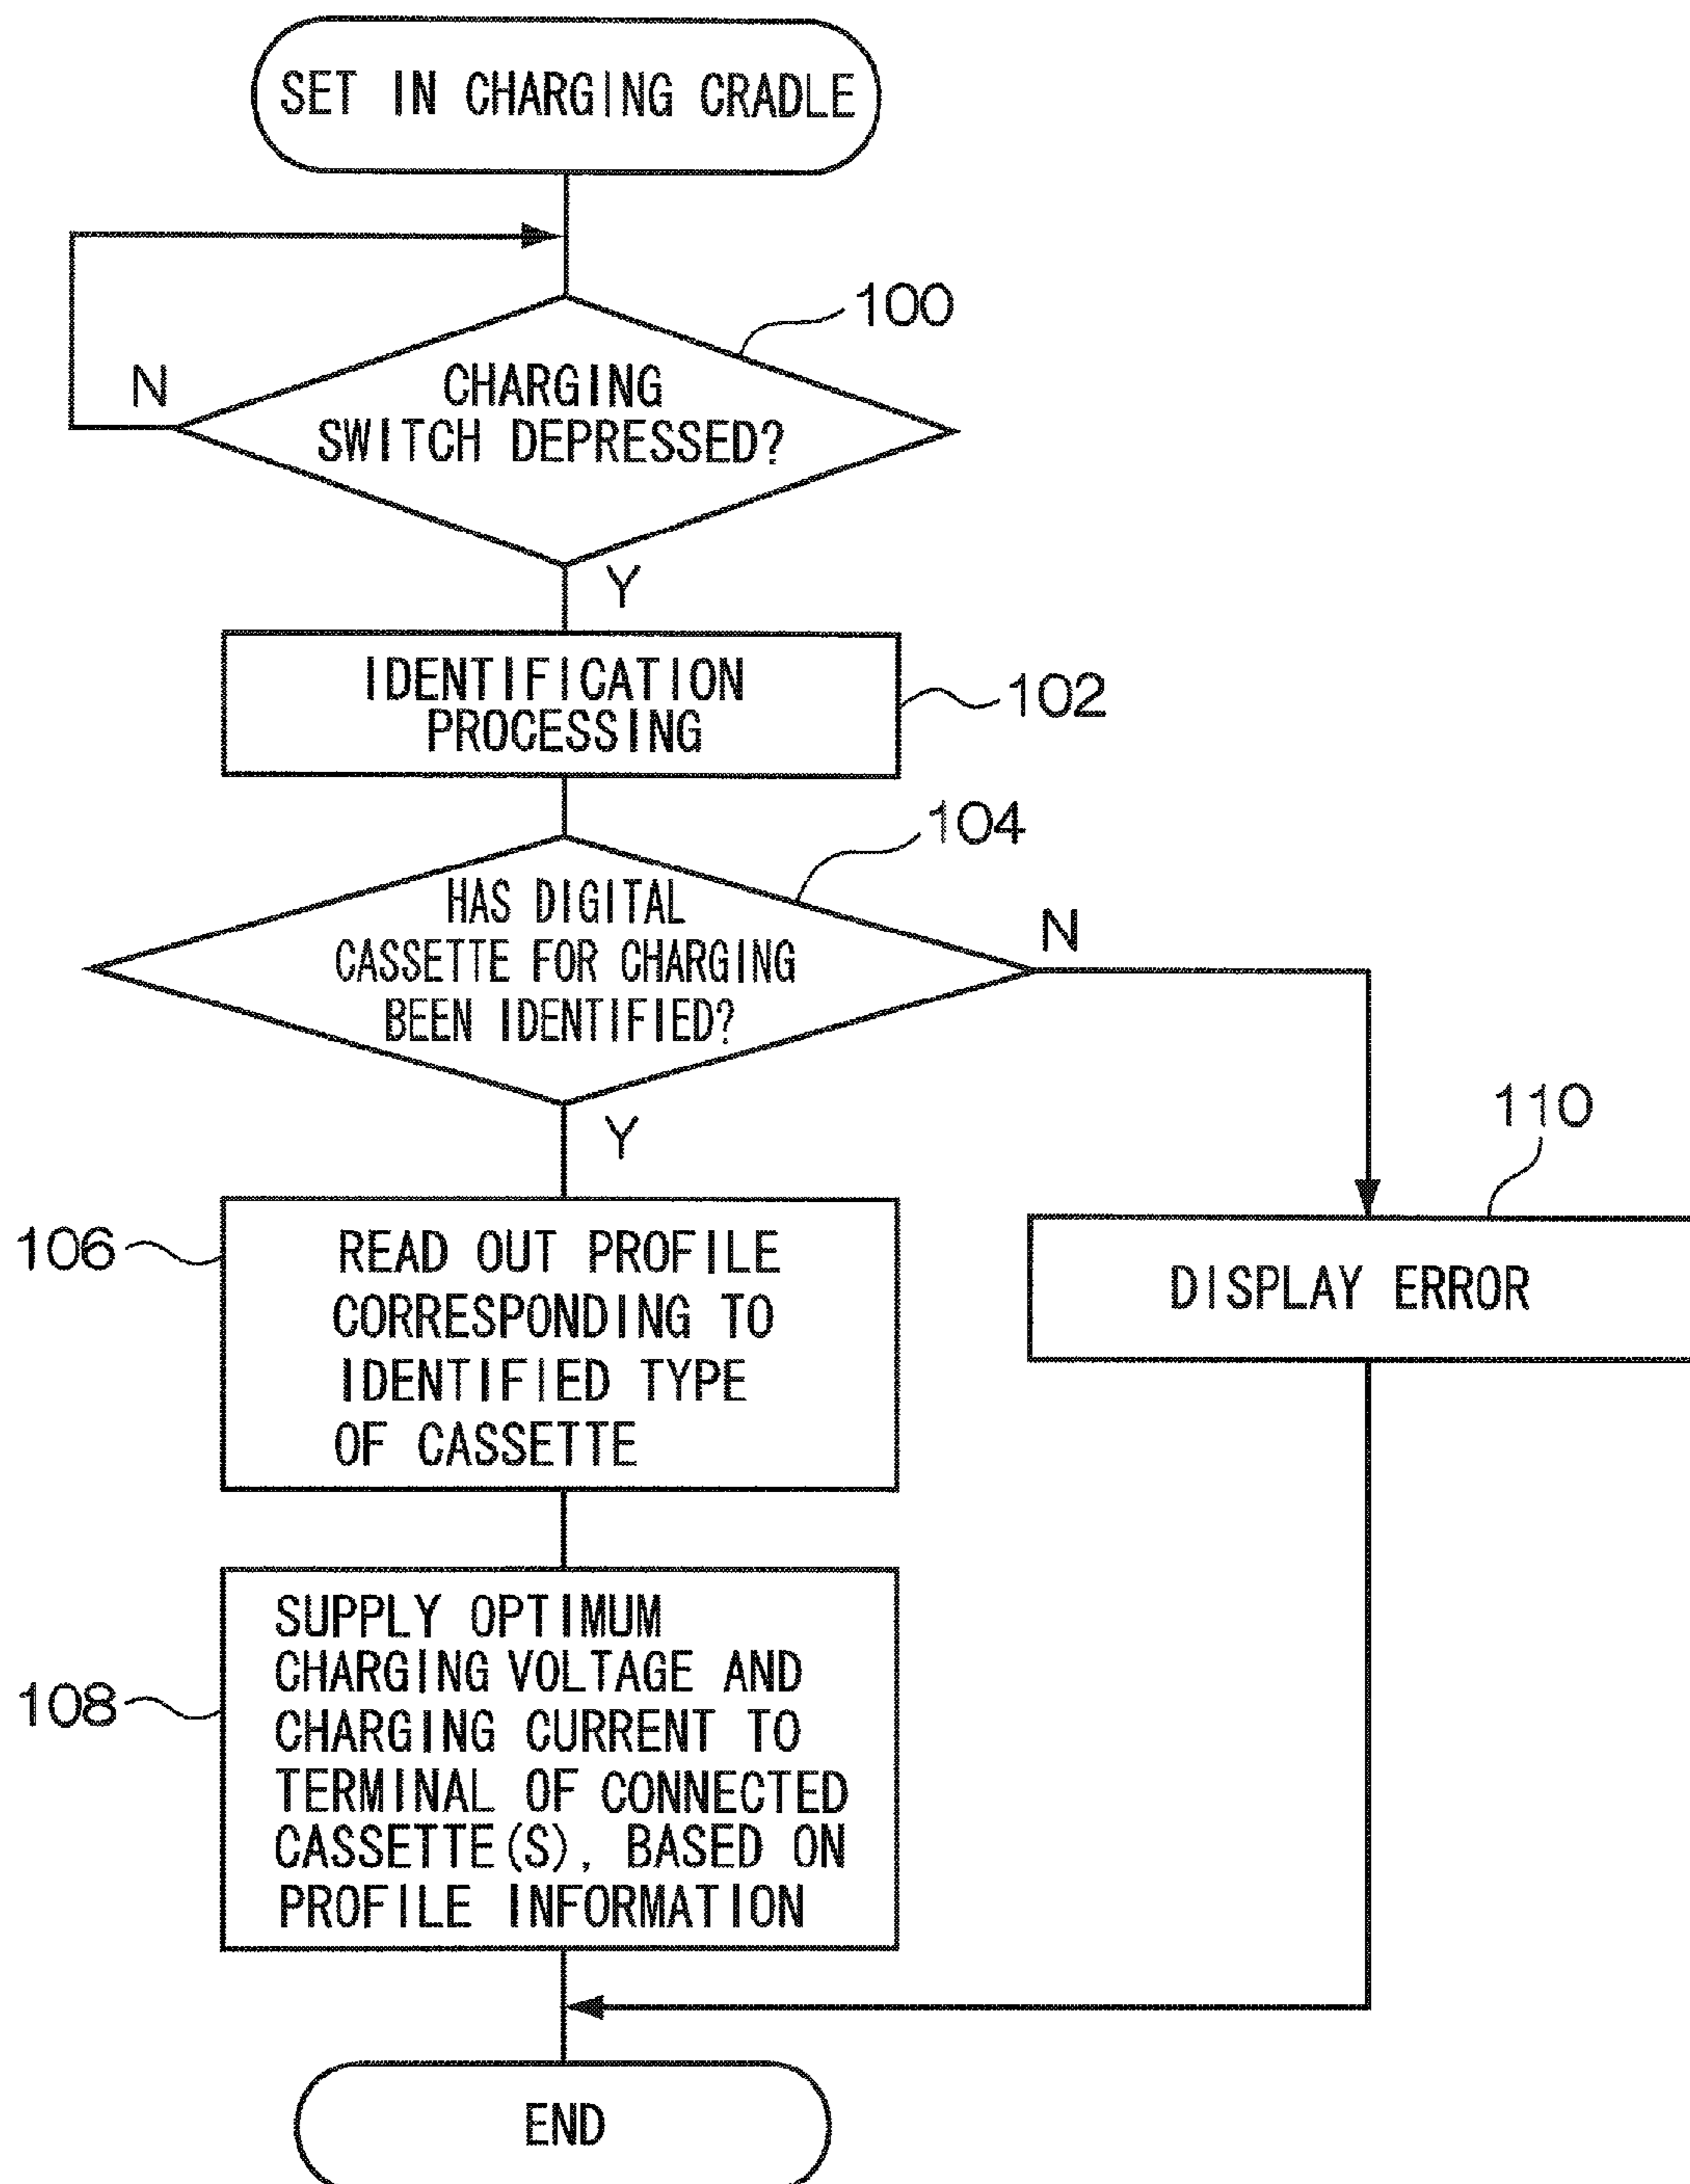 SET IN CHARGING CRADLE
100
N
CHARGING
SWITCH DEPRESSED?
Y
IDENTIFICATION
PROCESSING
102
104
HAS DIGITAL
CASSETTE FOR CHARGING
BEEN IDENTIFIED?
N
Y
110
106
READ OUT PROFILE
CORRESPONDING TO
IDENTIFIED TYPE
OF CASSETTE
DISPLAY ERROR
108
SUPPLY OPTIMUM
CHARGING VOLTAGE AND
CHARGING CURRENT TO
TERMINAL OF CONNECTED
CASSETTE(S), BASED ON
PROFILE INFORMATION
END